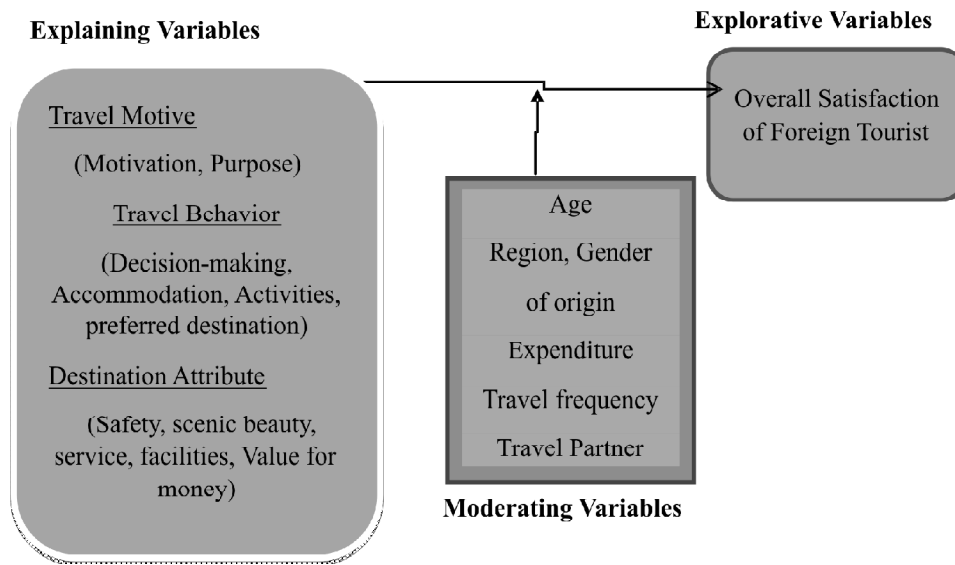 Explaining Variables
Travel Motive
(Motivation, Purpose)
Travel Behavior
(Decision-making,
Accommodation, Activities,
preferred destination)
Destination Attribute
(Safety, scenic beauty,
service, facilities, Value for
money)
Age
Region, Gender
of origin
Expenditure
Travel frequency
Travel Partner
Moderating Variables
Explorative Variables
Overall Satisfaction
of Foreign Tourist